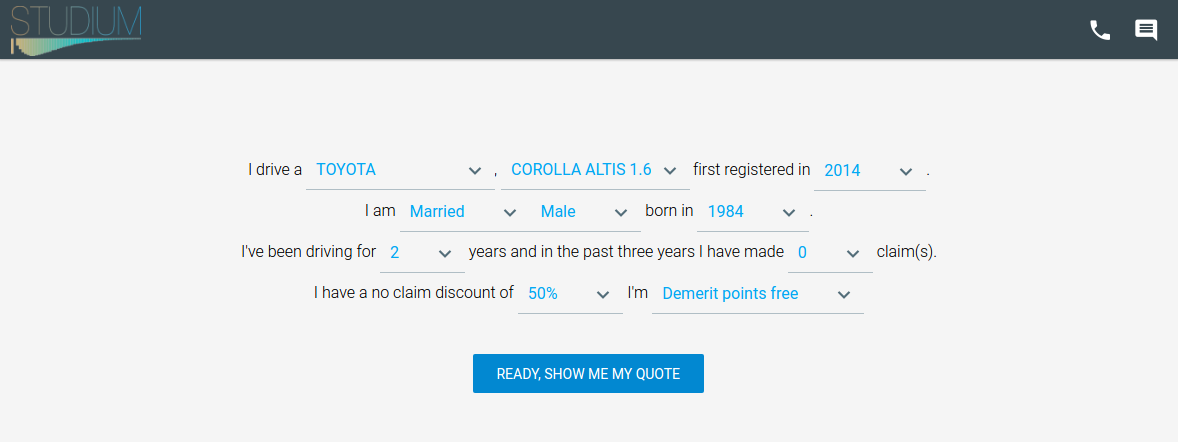 STUDIUM
I drive a TOYOTA , COROLLA ALTIS 1.6 first registered in 2014 .
I am Married Male born in 1984 .
I've been driving for 2 years and in the past three years I have made 0 claim(s).
I have a no claim discount of 50% I'm Demerit points free
READY, SHOW ME MY QUOTE